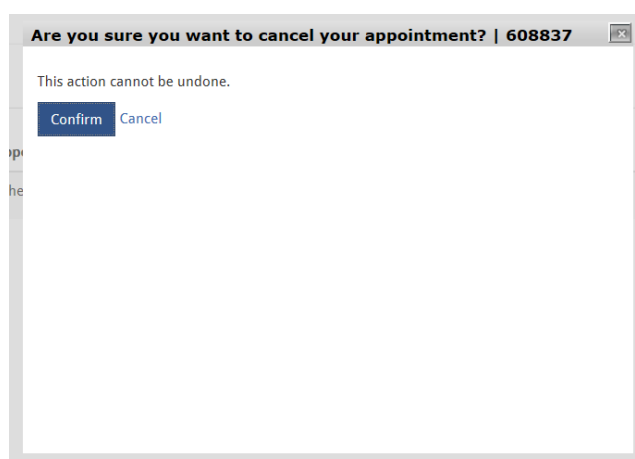 Are you sure you want to cancel your appointment? | 608837
This action cannot be undone.
Confirm Cancel